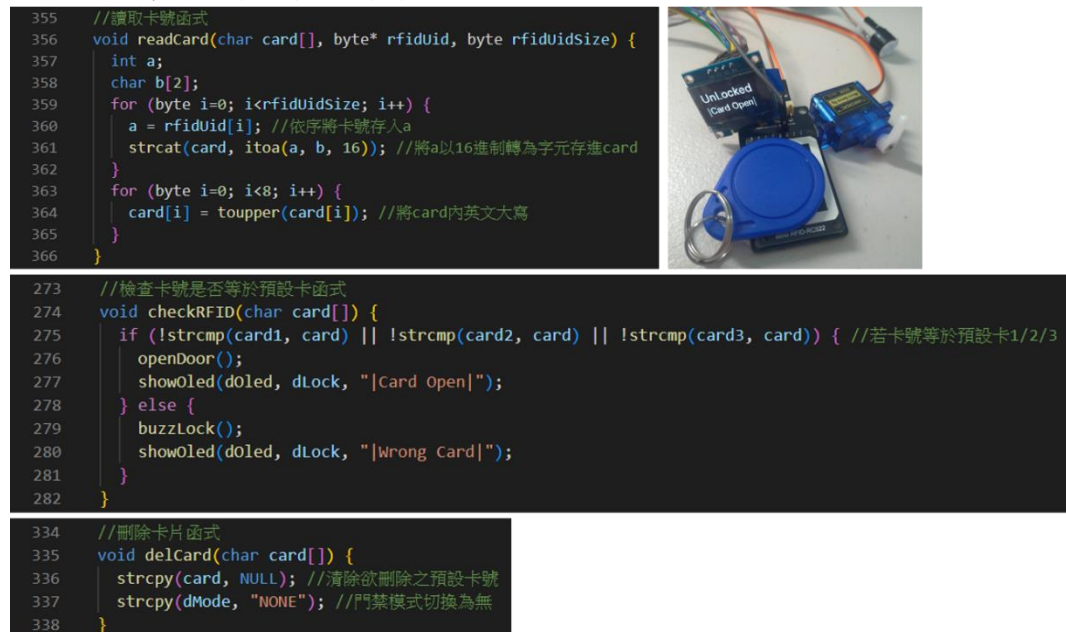 355 //讀取卡號函式
356 void readCard(char card[], byte* rfidUid, byte rfidUidSize) {
357 int a;
358 char b[2];
359 for (byte i=0; i<rfidUidSize; i++) {
360 a = rfidUid[i]; //依序將卡號存入a
361 strcat(card, itoa(a, b, 16)); //將a以16進制轉為字元存進card
362 }
363 for (byte i=0; i<8; i++) {
364 card[i] = toupper(card[i]); //將card內英文大寫
365 }
366 }
UnLocked
|Card Open|
RFID-RC522
273 //檢查卡號是否等於預設卡函式
274 void checkRFID(char card[]) {
275 if (!strcmp(card1, card) || !strcmp(card2, card) || !strcmp(card3, card)) { //若卡號等於預設卡1/2/3
276 openDoor();
277 showOled(dOled, dLock, "|Card Open|");
278 } else {
279 buzzLock();
280 showOled(dOled, dLock, "|Wrong Card|");
281 }
282 }
334 //刪除卡片函式
335 void delCard(char card[]) {
336 strcpy(card, NULL); //清除欲刪除之預設卡號
337 strcpy(dMode, "NONE"); //門禁模式切換為無
338 }